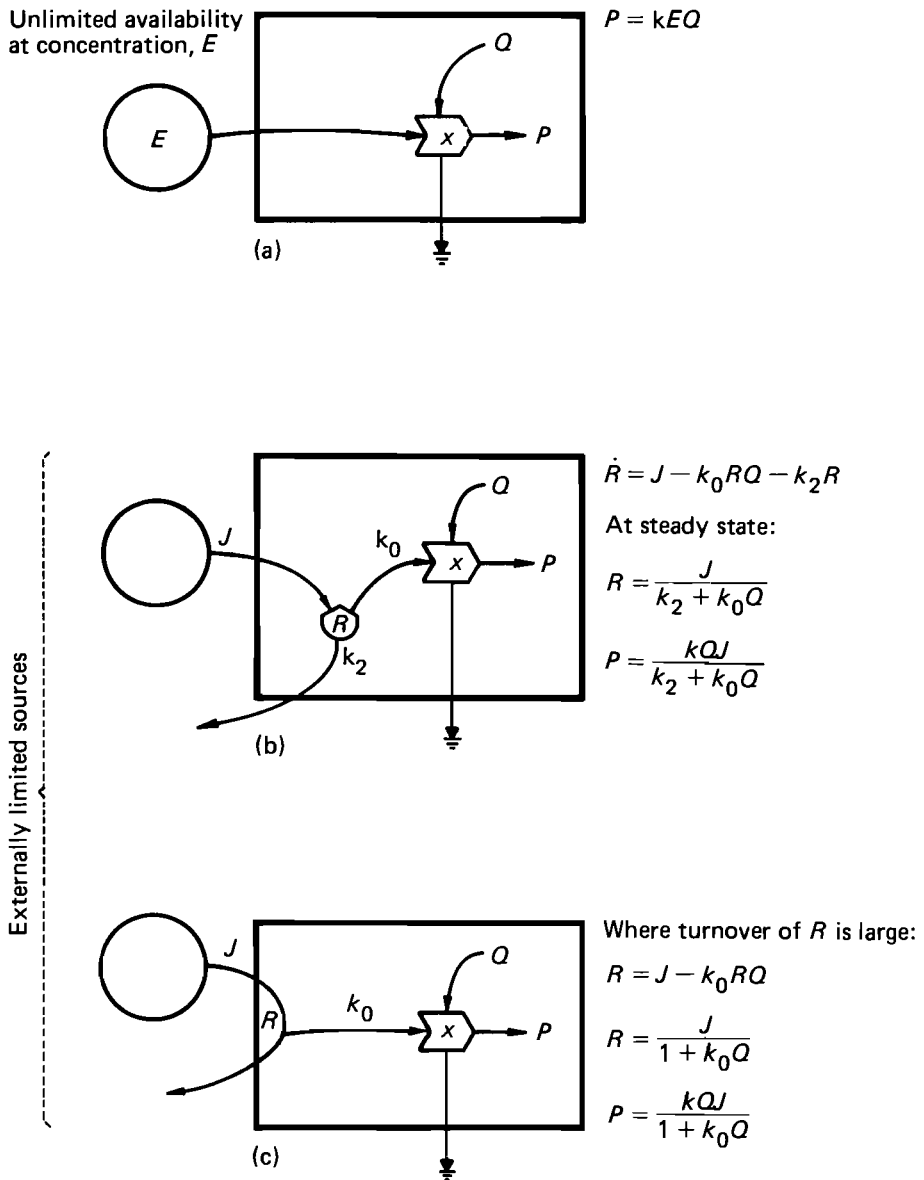 Unlimited availability
at concentration, E
P = kEQ
Q
E
x
P
(a)
Externally limited sources
J
k₀
Q
x
P
R
k₂
(b)
Ṙ = J − k₀RQ − k₂R
At steady state:
R = J / (k₂ + k₀Q)
P = kQJ / (k₂ + k₀Q)
J
R
k₀
Q
x
P
(c)
Where turnover of R is large:
R = J − k₀RQ
R = J / (1 + k₀Q)
P = kQJ / (1 + k₀Q)